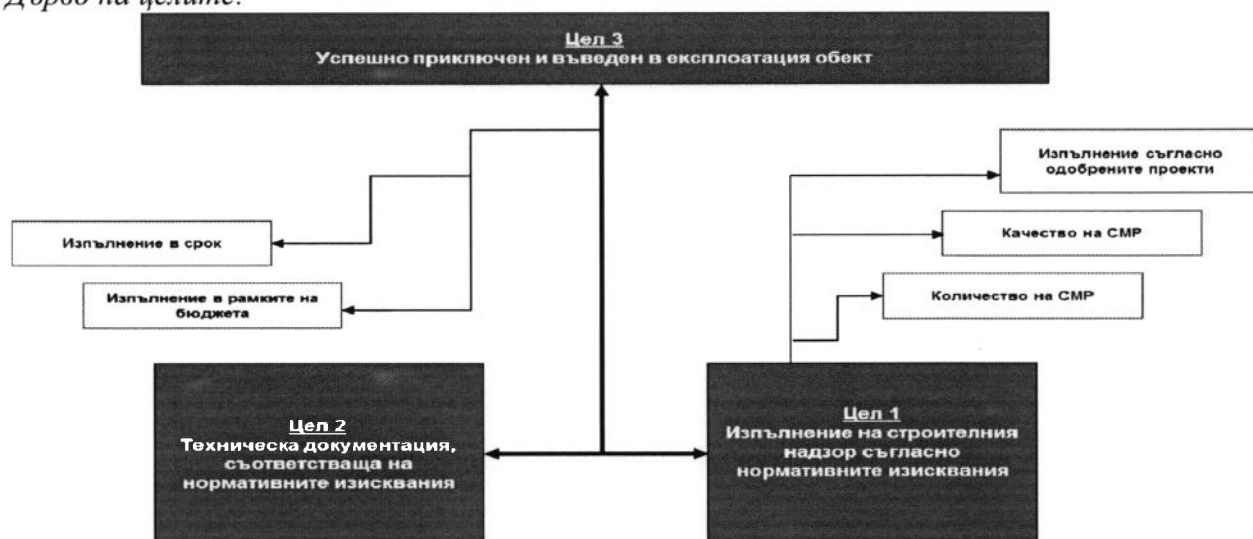 Дърво на целите:
Цел 3
Успешно приключен и въведен в експлоатация обект
Изпълнение съгласно
одобрените проекти
Качество на СМР
Количество на СМР
Изпълнение в срок
Изпълнение в рамките на
бюджета
Цел 2
Техническа документация,
съответстваща на
нормативните изисквания
Цел 1
Изпълнение на строителния
надзор съгласно
нормативните изисквания